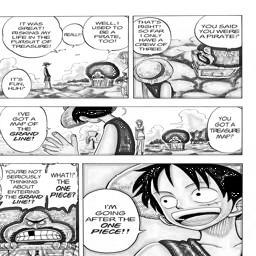 YOU SAID
YOU WERE
A PIRATE?
THAT'S
RIGHT!
SO FAR
I ONLY
HAVE A
CREW OF
THREE.
WELL, I
USED TO
BE A
PIRATE,
TOO!
REALLY?
IT WAS
GREAT!
RISKING MY
LIFE IN THE
PURSUIT OF
TREASURE!
IT'S
FUN,
HUH?
YOU
GOT A
TREASURE
MAP?
I'VE
GOT A
MAP OF
THE
GRAND
LINE!
I'M
GOING
AFTER THE
ONE
PIECE!!
WHAT!?
THE
ONE
PIECE?
YOU'RE NOT
SERIOUSLY
THINKING
ABOUT
ENTERING
THE GRAND
LINE!?